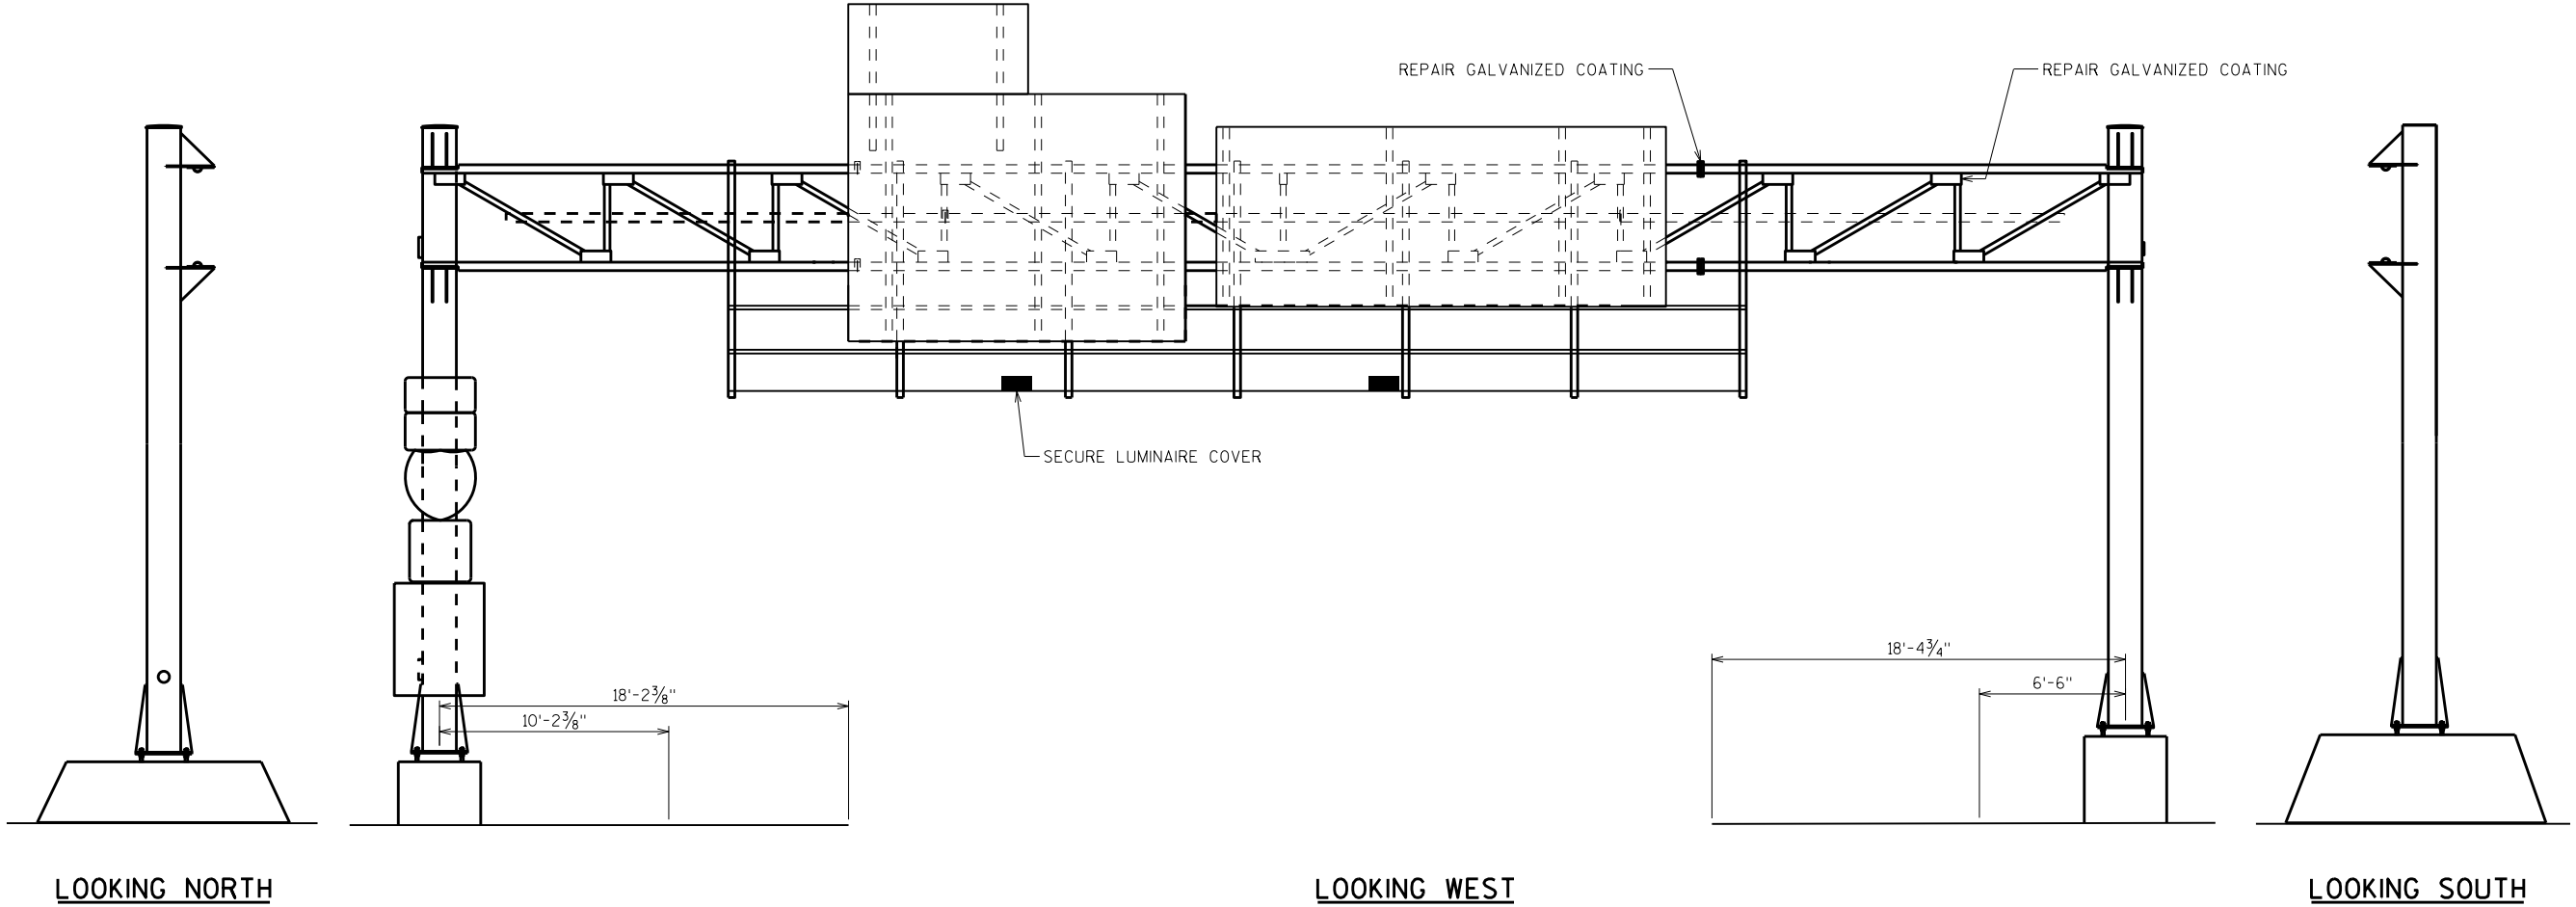 REPAIR GALVANIZED COATING
REPAIR GALVANIZED COATING
SECURE LUMINAIRE COVER
18'-4¾"
6'-6"
18'-2⅜"
10'-2⅜"
LOOKING NORTH
LOOKING WEST
LOOKING SOUTH